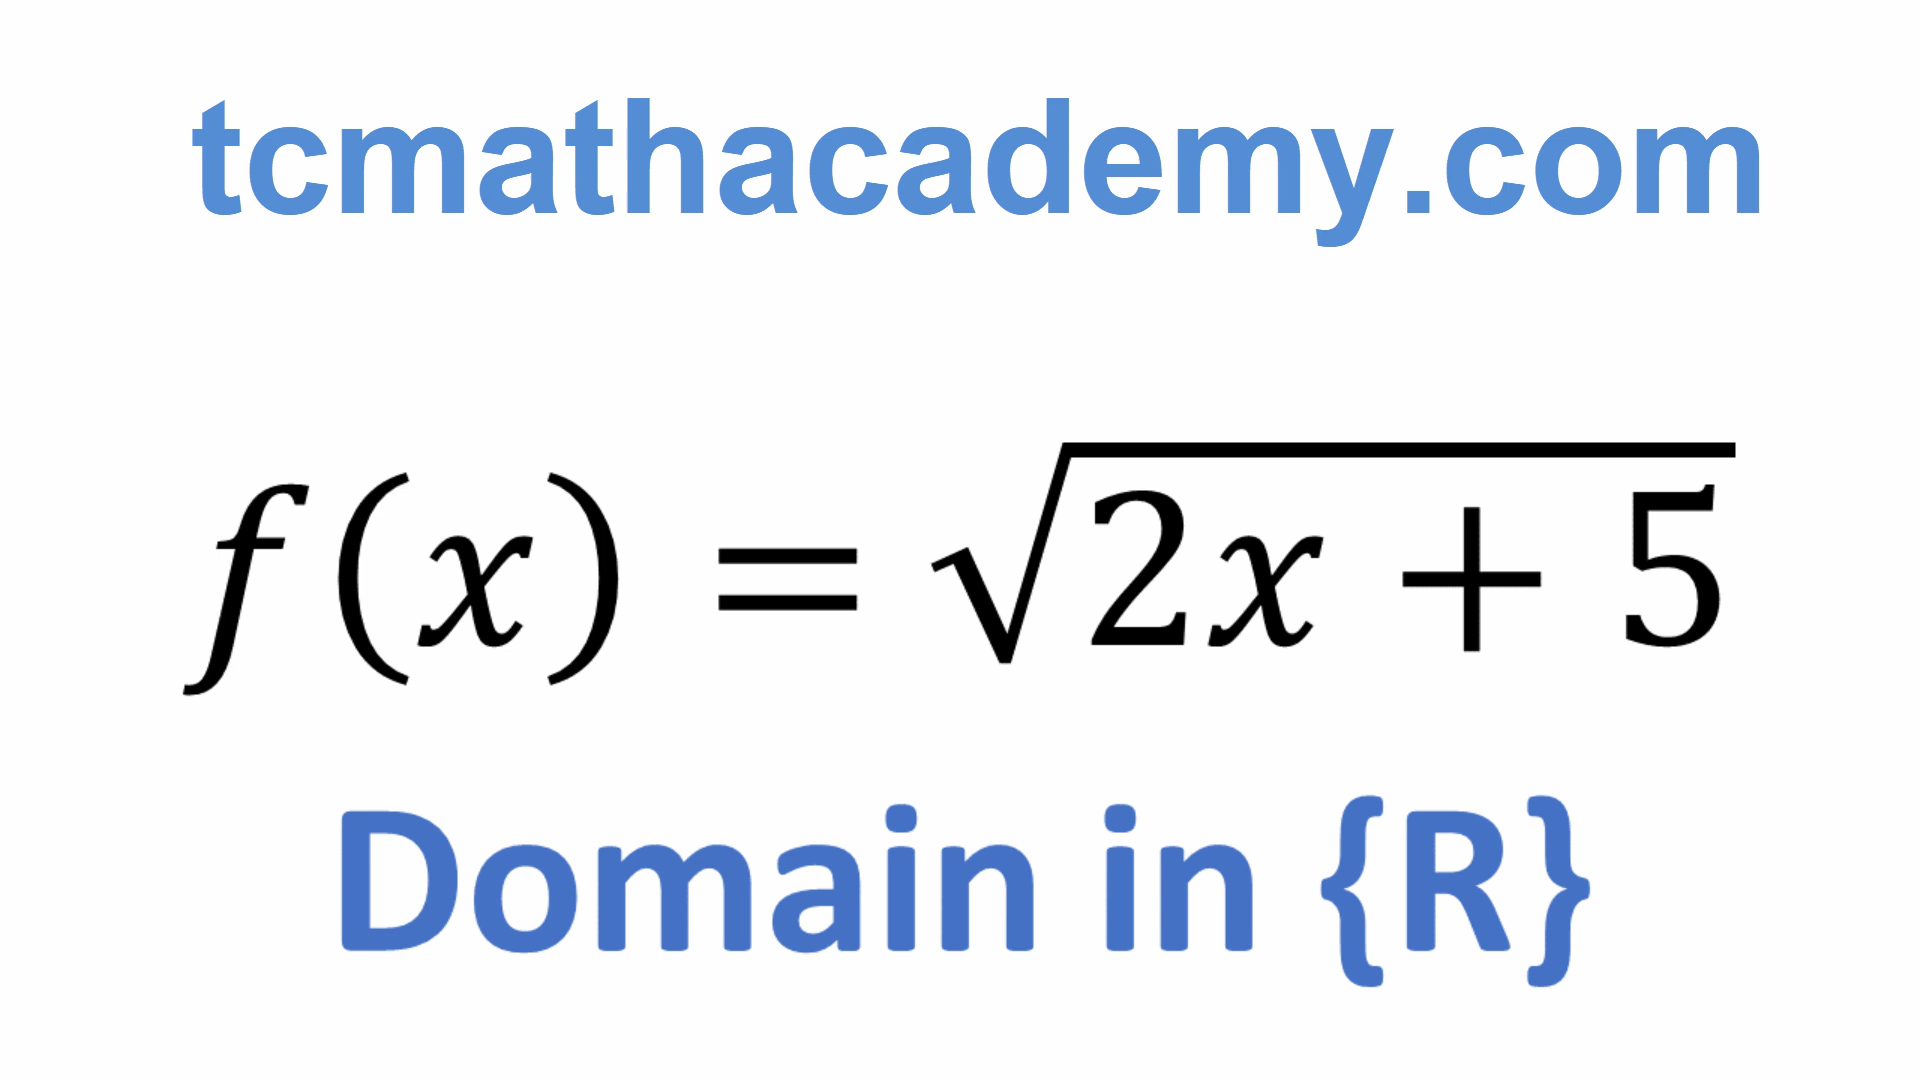 tcmathacademy.com
f(x) = √2x + 5
Domain in {R}